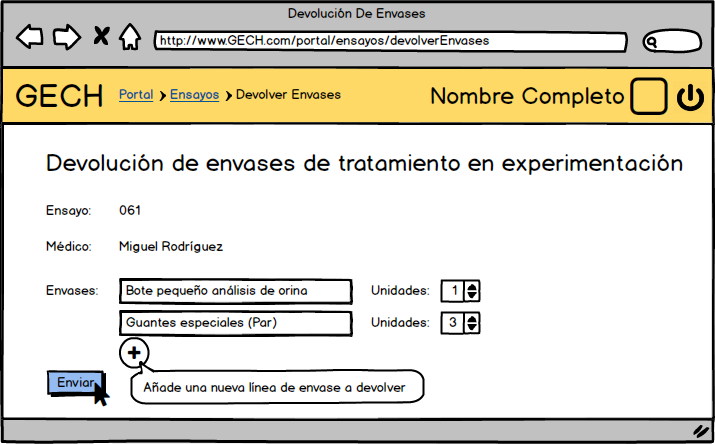 Devolución De Envases
http://www.GECH.com/portal/ensayos/devolverEnvases
GECH Portal Ensayos Devolver Envases Nombre Completo
Devolución de envases de tratamiento en experimentación
Ensayo: 061
Médico: Miguel Rodríguez
Envases: Bote pequeño análisis de orina Unidades: 1
Guantes especiales (Par) Unidades: 3
+
Enviar
Añade una nueva línea de envase a devolver